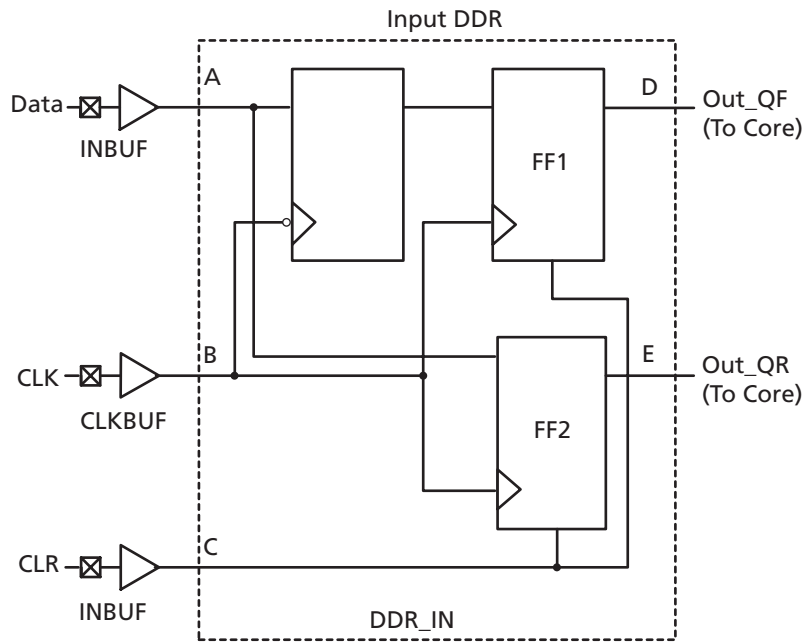 Input DDR
A
Data
INBUF
D
Out_QF
(To Core)
FF1
B
CLK
CLKBUF
E
Out_QR
(To Core)
FF2
C
CLR
INBUF
DDR_IN